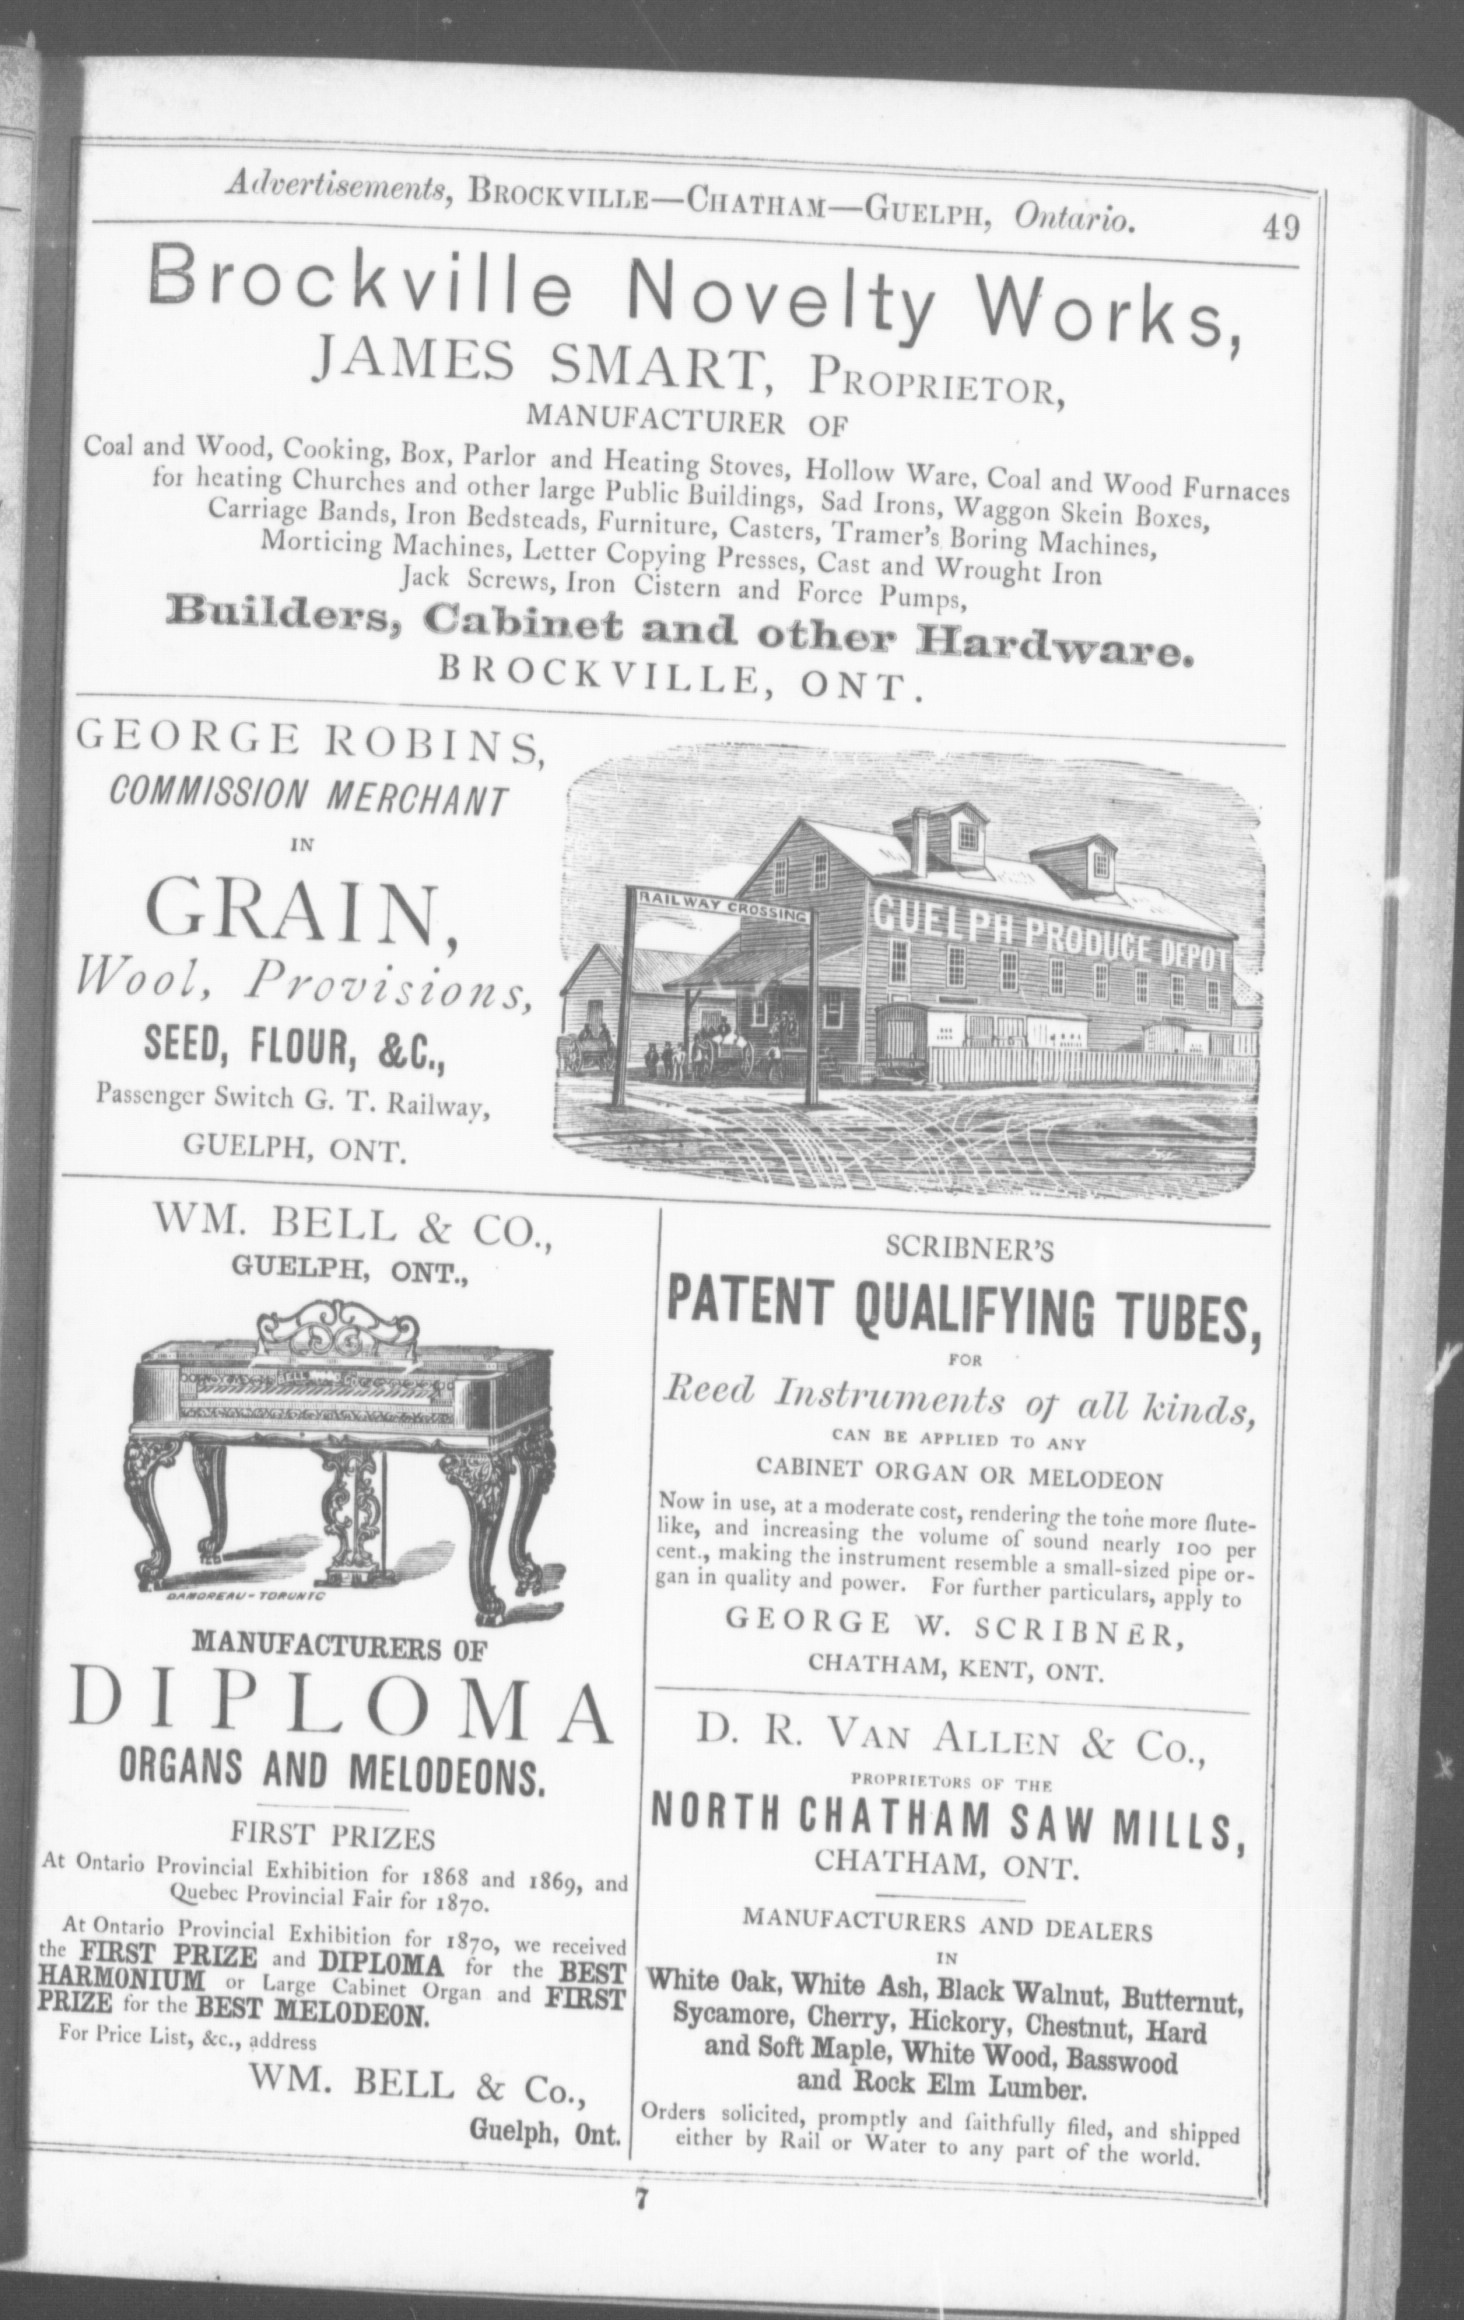 Advertisements, BROCKVILLE—CHATHAM—GUELPH, Ontario. 49
Brockville Novelty Works,
JAMES SMART, PROPRIETOR,
MANUFACTURER OF
Coal and Wood, Cooking, Box, Parlor and Heating Stoves, Hollow Ware, Coal and Wood Furnaces
for heating Churches and other large Public Buildings, Sad Irons, Waggon Skein Boxes,
Carriage Bands, Iron Bedsteads, Furniture, Casters, Tramer's Boring Machines,
Morticing Machines, Letter Copying Presses, Cast and Wrought Iron
Jack Screws, Iron Cistern and Force Pumps,
Builders, Cabinet and other Hardware.
BROCKVILLE, ONT.
GEORGE ROBINS,
COMMISSION MERCHANT
IN
GRAIN,
Wool, Provisions,
SEED, FLOUR, &C.,
Passenger Switch G. T. Railway,
GUELPH, ONT.
RAILWAY CROSSING
GUELPH PRODUCE DEPOT
WM. BELL & CO.,
GUELPH, ONT.,
BELL
DAMOREAU-TORONTO
MANUFACTURERS OF
DIPLOMA
ORGANS AND MELODEONS.
FIRST PRIZES
At Ontario Provincial Exhibition for 1868 and 1869, and
Quebec Provincial Fair for 1870.
At Ontario Provincial Exhibition for 1870, we received
the FIRST PRIZE and DIPLOMA for the BEST
HARMONIUM or Large Cabinet Organ and FIRST
PRIZE for the BEST MELODEON.
For Price List, &c., address
WM. BELL & Co.,
Guelph, Ont.
SCRIBNER'S
PATENT QUALIFYING TUBES,
FOR
Reed Instruments of all kinds,
CAN BE APPLIED TO ANY
CABINET ORGAN OR MELODEON
Now in use, at a moderate cost, rendering the tone more flute-
like, and increasing the volume of sound nearly 100 per
cent., making the instrument resemble a small-sized pipe or-
gan in quality and power. For further particulars, apply to
GEORGE W. SCRIBNER,
CHATHAM, KENT, ONT.
D. R. VAN ALLEN & Co.,
PROPRIETORS OF THE
NORTH CHATHAM SAW MILLS,
CHATHAM, ONT.
MANUFACTURERS AND DEALERS
IN
White Oak, White Ash, Black Walnut, Butternut,
Sycamore, Cherry, Hickory, Chestnut, Hard
and Soft Maple, White Wood, Basswood
and Rock Elm Lumber.
Orders solicited, promptly and faithfully filed, and shipped
either by Rail or Water to any part of the world.
7